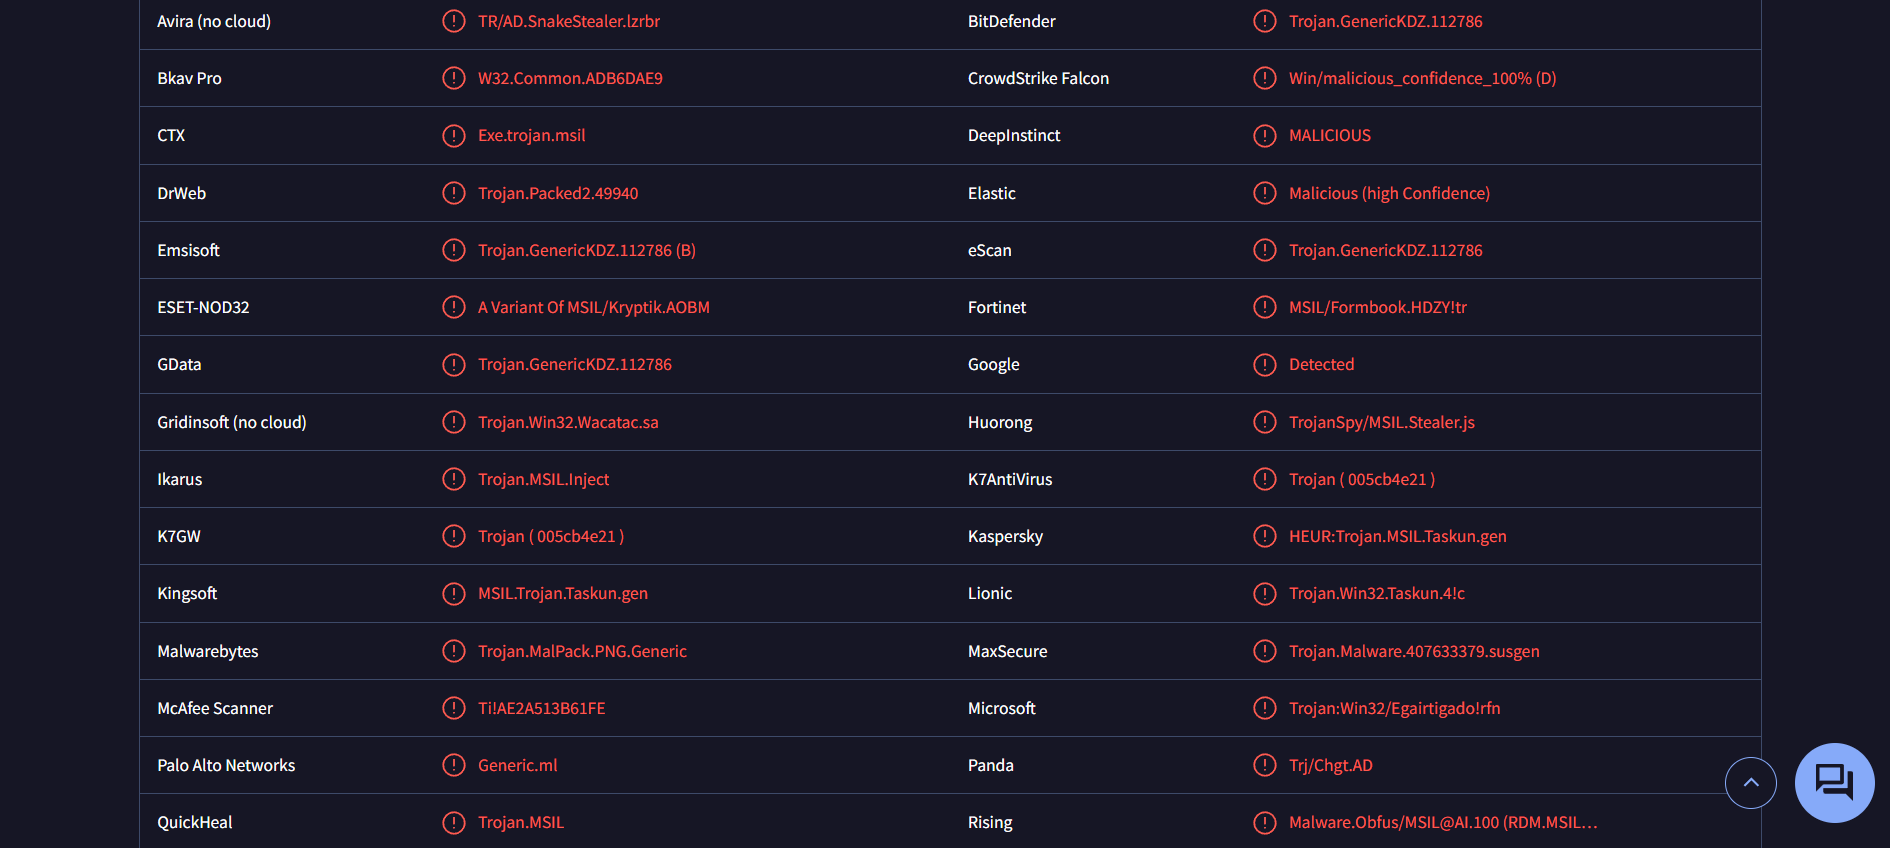 Avira (no cloud) TR/AD.SnakeStealer.lzrbr BitDefender Trojan.GenericKDZ.112786
Bkav Pro W32.Common.ADB6DAE9 CrowdStrike Falcon Win/malicious_confidence_100% (D)
CTX Exe.trojan.msil DeepInstinct MALICIOUS
DrWeb Trojan.Packed2.49940 Elastic Malicious (high Confidence)
Emsisoft Trojan.GenericKDZ.112786 (B) eScan Trojan.GenericKDZ.112786
ESET-NOD32 A Variant Of MSIL/Kryptik.AOBM Fortinet MSIL/Formbook.HDZY!tr
GData Trojan.GenericKDZ.112786 Google Detected
Gridinsoft (no cloud) Trojan.Win32.Wacatac.sa Huorong TrojanSpy/MSIL.Stealer.js
Ikarus Trojan.MSIL.Inject K7AntiVirus Trojan ( 005cb4e21 )
K7GW Trojan ( 005cb4e21 ) Kaspersky HEUR:Trojan.MSIL.Taskun.gen
Kingsoft MSIL.Trojan.Taskun.gen Lionic Trojan.Win32.Taskun.4!c
Malwarebytes Trojan.MalPack.PNG.Generic MaxSecure Trojan.Malware.407633379.susgen
McAfee Scanner Ti!AE2A513B61FE Microsoft Trojan:Win32/Egairtigado!rfn
Palo Alto Networks Generic.ml Panda Trj/Chgt.AD
QuickHeal Trojan.MSIL Rising Malware.Obfus/MSIL@AI.100 (RDM.MSIL…